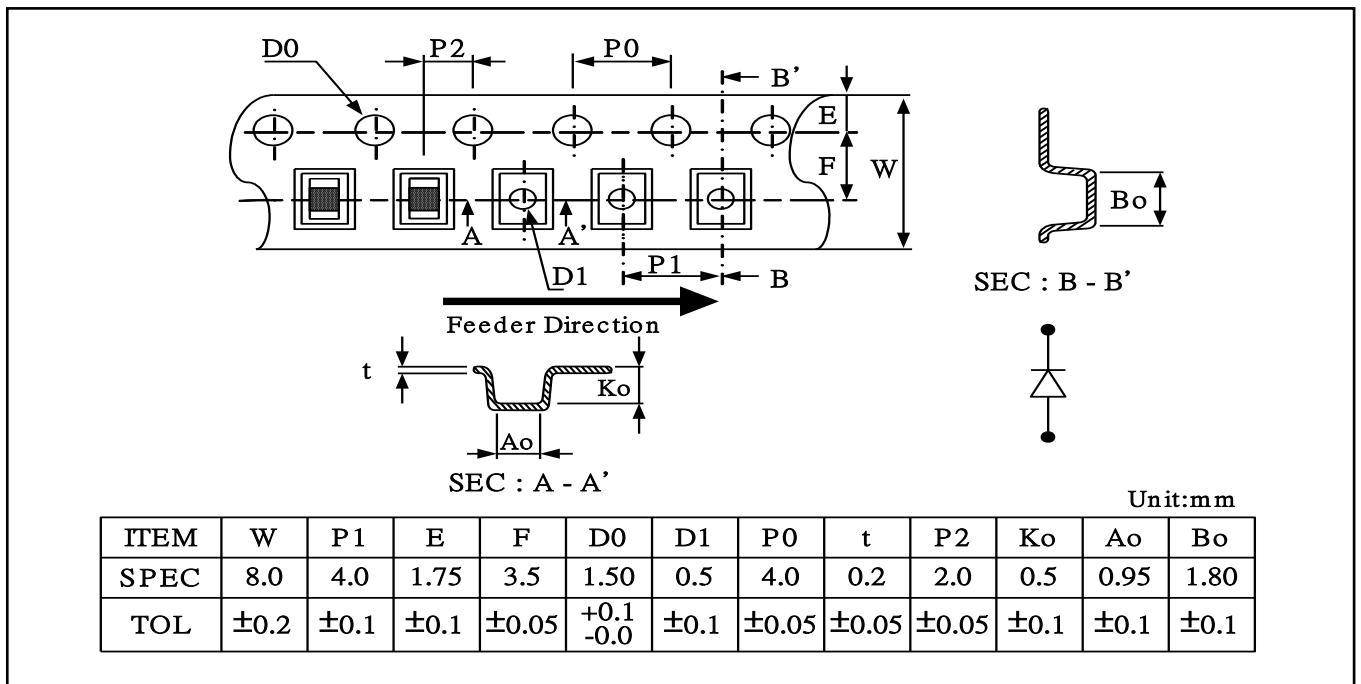 D0
P2
P0
B'
E
F
W
A
A'
D1
P1
B
Bo
SEC : B - B'
Feeder Direction
t
Ko
Ao
SEC : A - A'
Unit:mm
ITEM W P1 E F D0 D1 P0 t P2 Ko Ao Bo
SPEC 8.0 4.0 1.75 3.5 1.50 0.5 4.0 0.2 2.0 0.5 0.95 1.80
TOL ±0.2 ±0.1 ±0.1 ±0.05 +0.1 -0.0 ±0.1 ±0.05 ±0.05 ±0.05 ±0.1 ±0.1 ±0.1